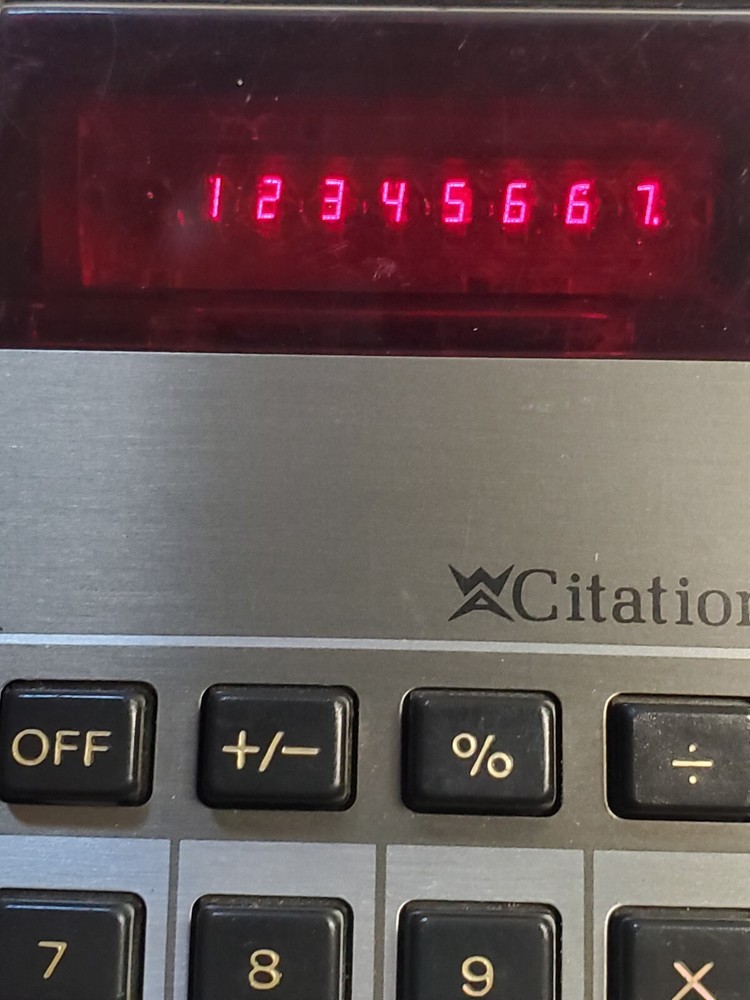 12345667.
Citation
OFF +/− % ÷
7 8 9 ×